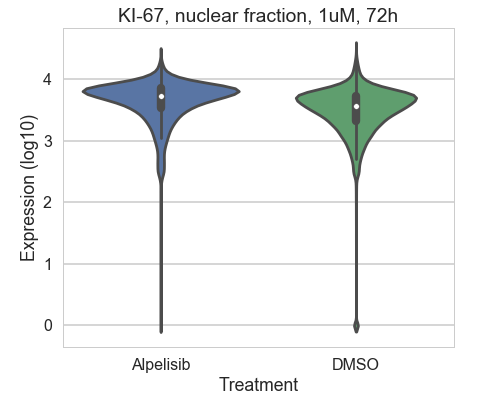 KI-67, nuclear fraction, 1uM, 72h
Expression (log10)
4
3
2
1
0
Alpelisib DMSO
Treatment